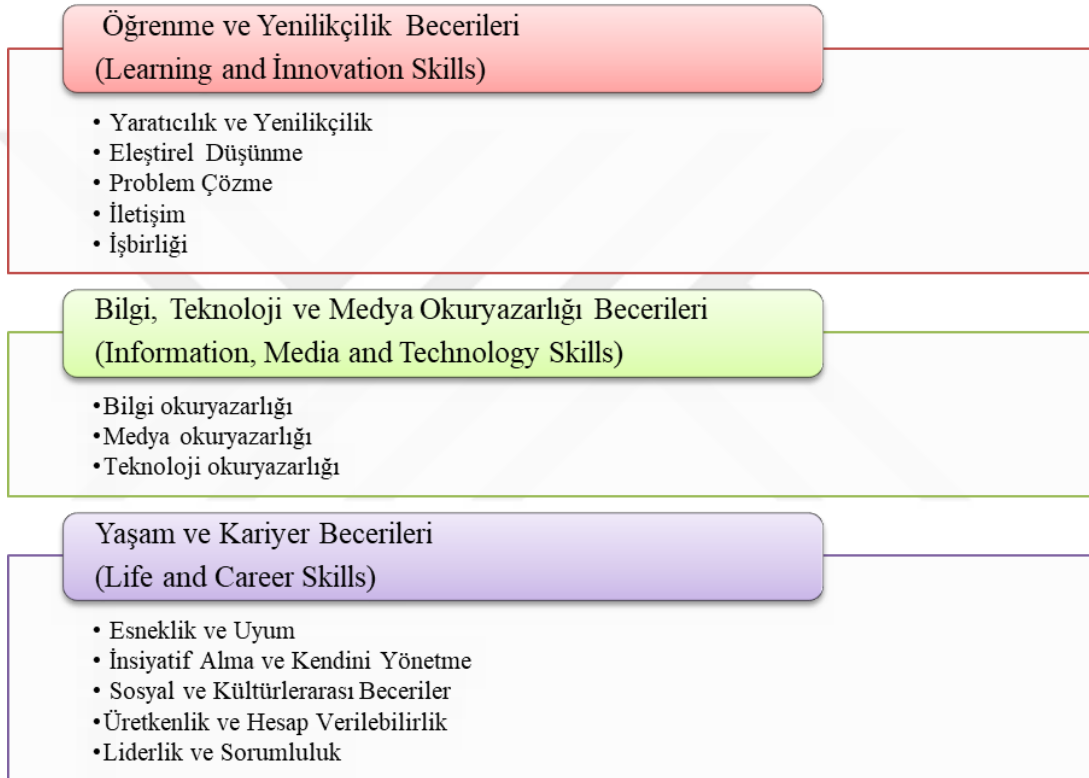 Öğrenme ve Yenilikçilik Becerileri
(Learning and İnnovation Skills)
• Yaratıcılık ve Yenilikçilik
• Eleştirel Düşünme
• Problem Çözme
• İletişim
• İşbirliği
Bilgi, Teknoloji ve Medya Okuryazarlığı Becerileri
(Information, Media and Technology Skills)
•Bilgi okuryazarlığı
•Medya okuryazarlığı
•Teknoloji okuryazarlığı
Yaşam ve Kariyer Becerileri
(Life and Career Skills)
• Esneklik ve Uyum
• İnsiyatif Alma ve Kendini Yönetme
• Sosyal ve Kültürlerarası Beceriler
•Üretkenlik ve Hesap Verilebilirlik
•Liderlik ve Sorumluluk